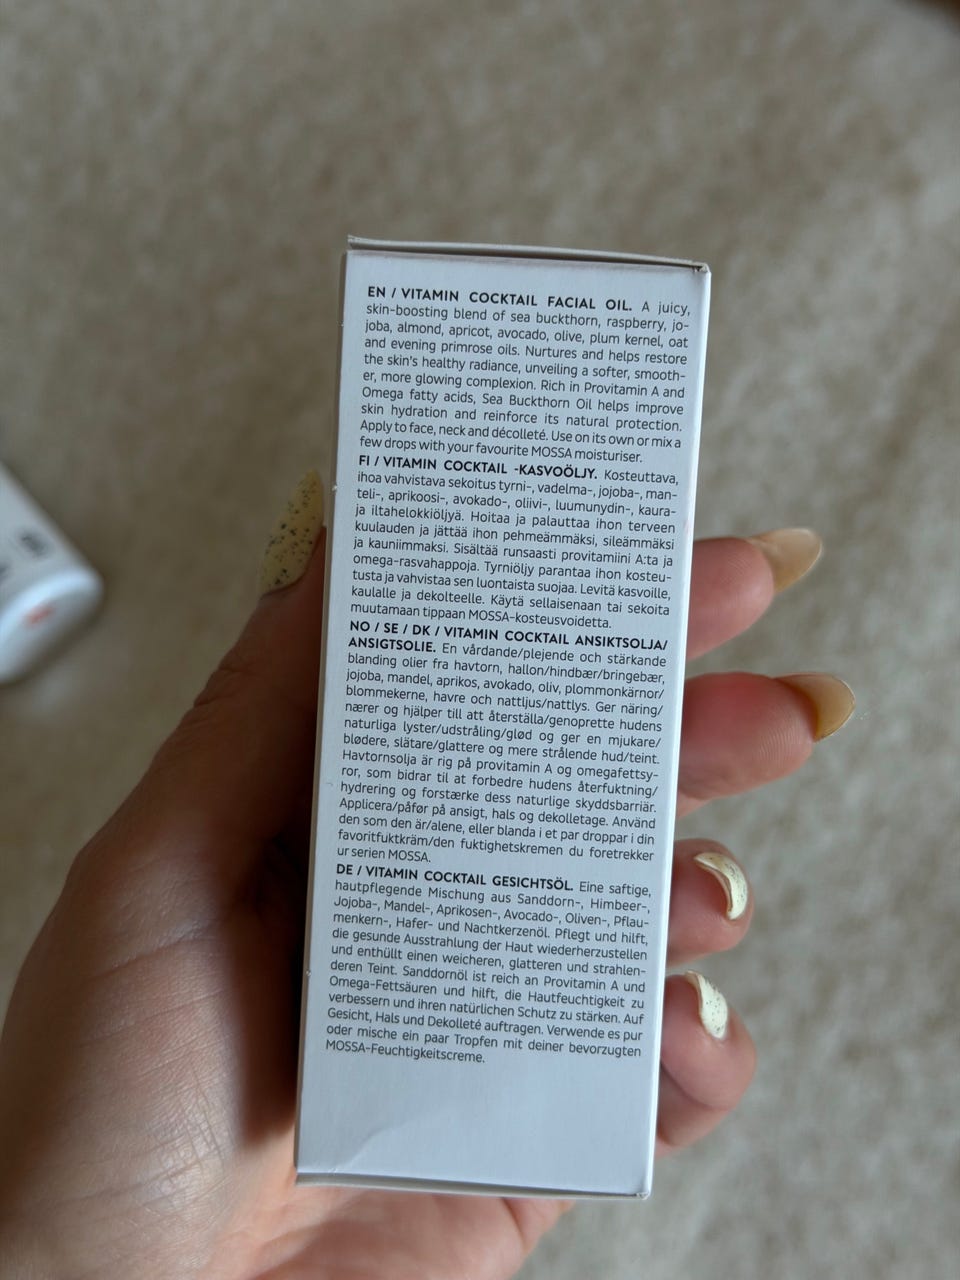 EN / VITAMIN COCKTAIL FACIAL OIL. A juicy,
skin-boosting blend of sea buckthorn, raspberry, jo-
joba, almond, apricot, avocado, olive, plum kernel, oat
and evening primrose oils. Nurtures and helps restore
the skin's healthy radiance, unveiling a softer, smooth-
er, more glowing complexion. Rich in Provitamin A and
Omega fatty acids, Sea Buckthorn Oil helps improve
skin hydration and reinforce its natural protection.
Apply to face, neck and décolleté. Use on its own or mix a
few drops with your favourite MOSSA moisturiser.
FI / VITAMIN COCKTAIL -KASVOÖLJY. Kosteuttava,
ihoa vahvistava sekoitus tyrni-, vadelma-, jojoba-, man-
teli-, aprikoosi-, avokado-, oliivi-, luumunydin-, kaura-
ja iltahelokkiöljyä. Hoitaa ja palauttaa ihon terveen
kuulauden ja jättää ihon pehmeämmäksi, sileämmäksi
ja kauniimmaksi. Sisältää runsaasti provitamiini A:ta ja
omega-rasvahappoja. Tyrniöljy parantaa ihon kosteu-
tusta ja vahvistaa sen luontaista suojaa. Levitä kasvoille,
kaulalle ja dekolteelle. Käytä sellaisenaan tai sekoita
muutamaan tippaan MOSSA-kosteusvoidetta.
NO / SE / DK / VITAMIN COCKTAIL ANSIKTSOLJA/
ANSIGTSOLIE. En vårdande/plejende och stärkande
blanding olier fra havtorn, hallon/hindbær/bringebær,
jojoba, mandel, aprikos, avokado, oliv, plommonkärnor/
blommekerne, havre och nattljus/nattlys. Ger näring/
nærer og hjälper till att återställa/genoprette hudens
naturliga lyster/udstråling/glød og ger en mjukare/
blødere, slätare/glattere og mere strålende hud/teint.
Havtornsolja är rig på provitamin A og omegafettsy-
ror, som bidrar til at forbedre hudens återfuktning/
hydrering og forstærke dess naturlige skyddsbarriär.
Applicera/påfør på ansigt, hals og dekolletage. Använd
den som den är/alene, eller blanda i et par droppar i din
favoritfuktkräm/den fuktighetskremen du foretrekker
ur serien MOSSA.
DE / VITAMIN COCKTAIL GESICHTSÖL. Eine saftige,
hautpflegende Mischung aus Sanddorn-, Himbeer-,
Jojoba-, Mandel-, Aprikosen-, Avocado-, Oliven-, Pflau-
menkern-, Hafer- und Nachtkerzenöl. Pflegt und hilft,
die gesunde Ausstrahlung der Haut wiederherzustellen
und enthüllt einen weicheren, glatteren und strahlen-
deren Teint. Sanddornöl ist reich an Provitamin A und
Omega-Fettsäuren und hilft, die Hautfeuchtigkeit zu
verbessern und ihren natürlichen Schutz zu stärken. Auf
Gesicht, Hals und Dekolleté auftragen. Verwende es pur
oder mische ein paar Tropfen mit deiner bevorzugten
MOSSA-Feuchtigkeitscreme.